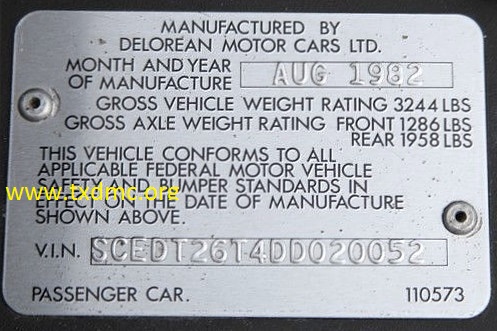 MANUFACTURED BY
DELOREAN MOTOR CARS LTD.
MONTH AND YEAR
OF MANUFACTURE AUG 1982
GROSS VEHICLE WEIGHT RATING 3244 LBS
GROSS AXLE WEIGHT RATING FRONT 1286 LBS
REAR 1958 LBS
THIS VEHICLE CONFORMS TO ALL
APPLICABLE FEDERAL MOTOR VEHICLE
www.txdmc.org
SAFETY AND BUMPER STANDARDS IN
EFFECT ON THE DATE OF MANUFACTURE
SHOWN ABOVE.
V.I.N. SCEDT26T4DD020052
PASSENGER CAR. 110573